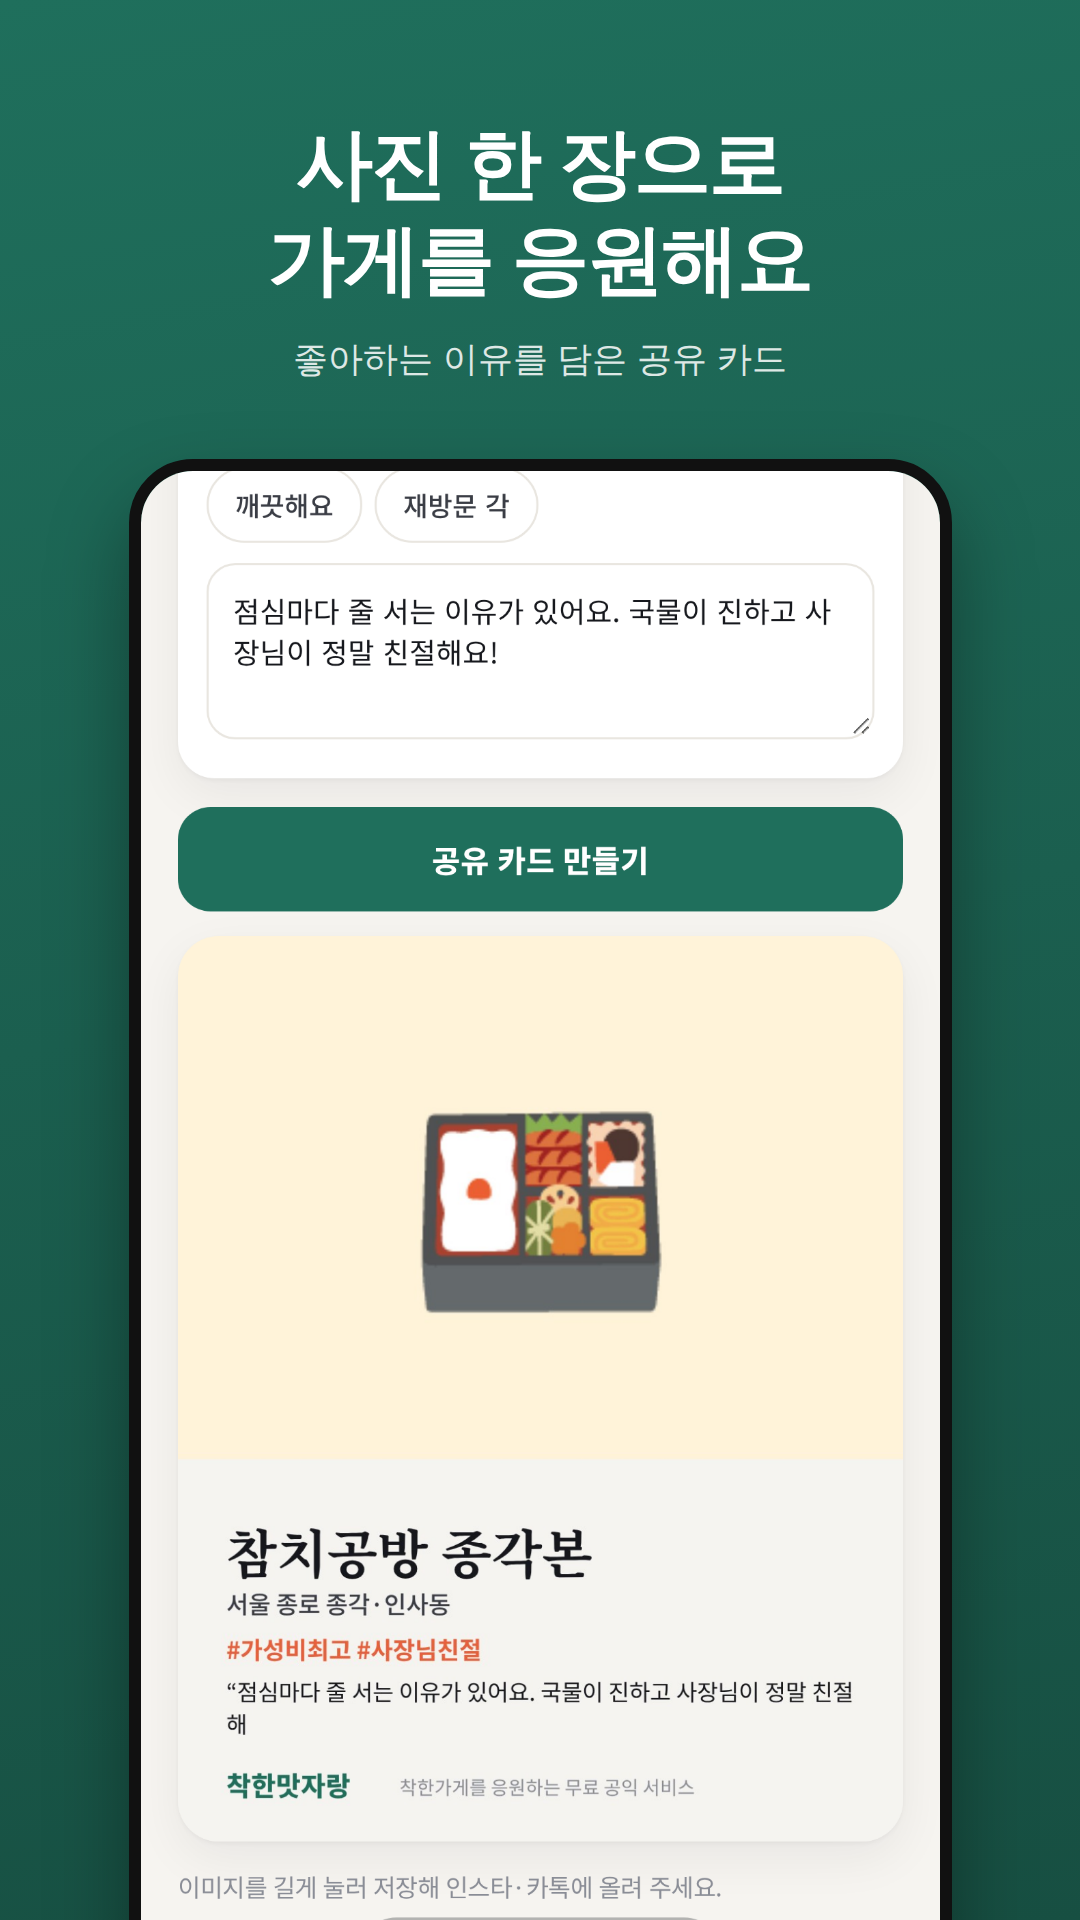 사진 한 장으로
가게를 응원해요
좋아하는 이유를 담은 공유 카드
깨끗해요 재방문 각
점심마다 줄 서는 이유가 있어요. 국물이 진하고 사
장님이 정말 친절해요!
공유 카드 만들기
참치공방 종각본
서울 종로 종각·인사동
#가성비최고 #사장님친절
“점심마다 줄 서는 이유가 있어요. 국물이 진하고 사장님이 정말 친절
해
착한맛자랑 착한가게를 응원하는 무료 공익 서비스
이미지를 길게 눌러 저장해 인스타·카톡에 올려 주세요.